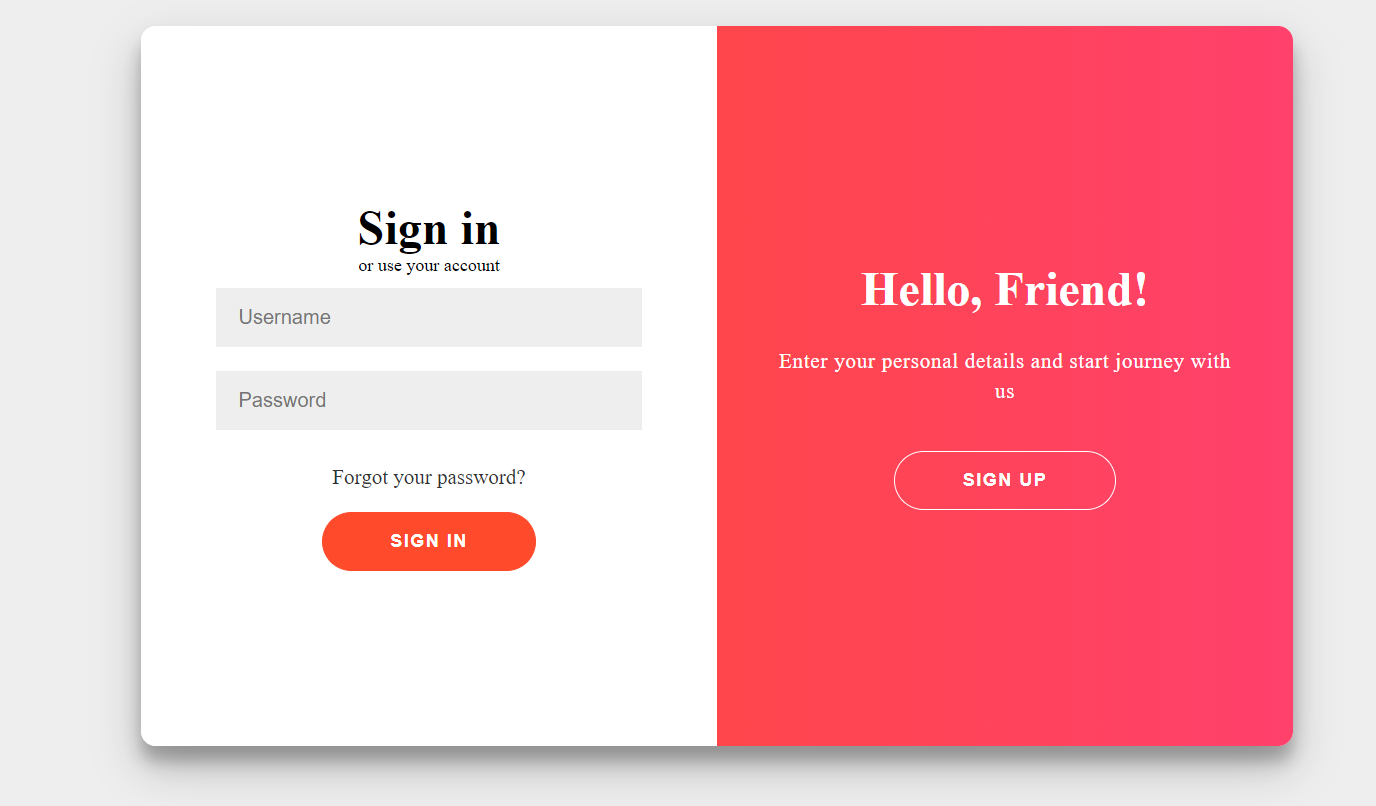 Sign in
or use your account
Username
Password
Forgot your password?
SIGN IN
Hello, Friend!
Enter your personal details and start journey with
us
SIGN UP